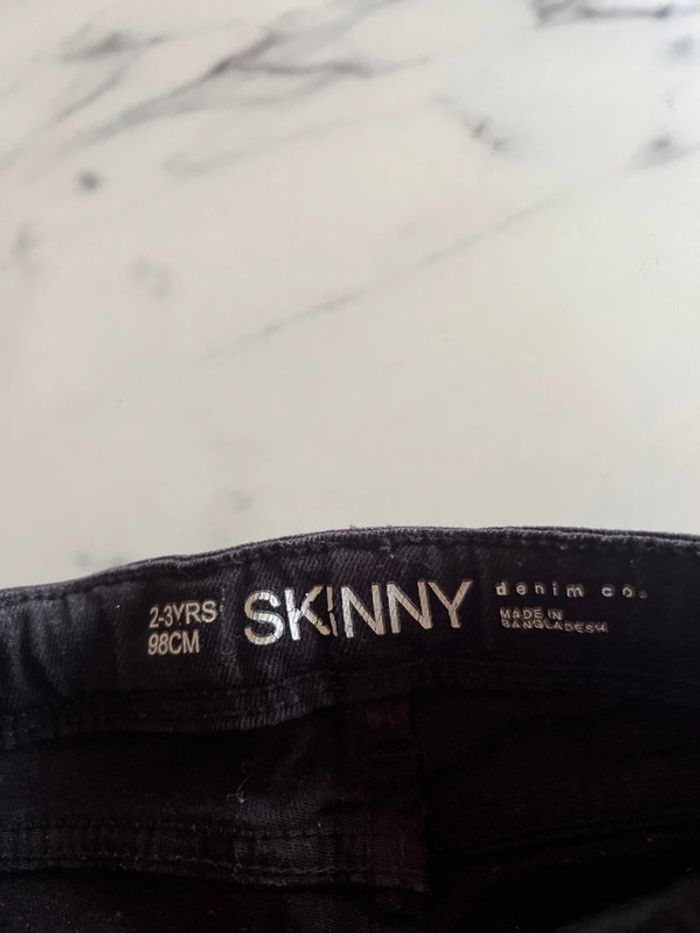 2-3YRS
98CM
SKINNY
denim co.
MADE IN
BANGLADESH